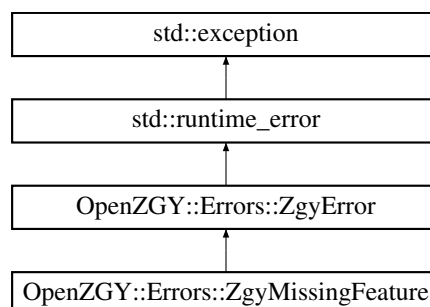 std::exception
std::runtime_error
OpenZGY::Errors::ZgyError
OpenZGY::Errors::ZgyMissingFeature